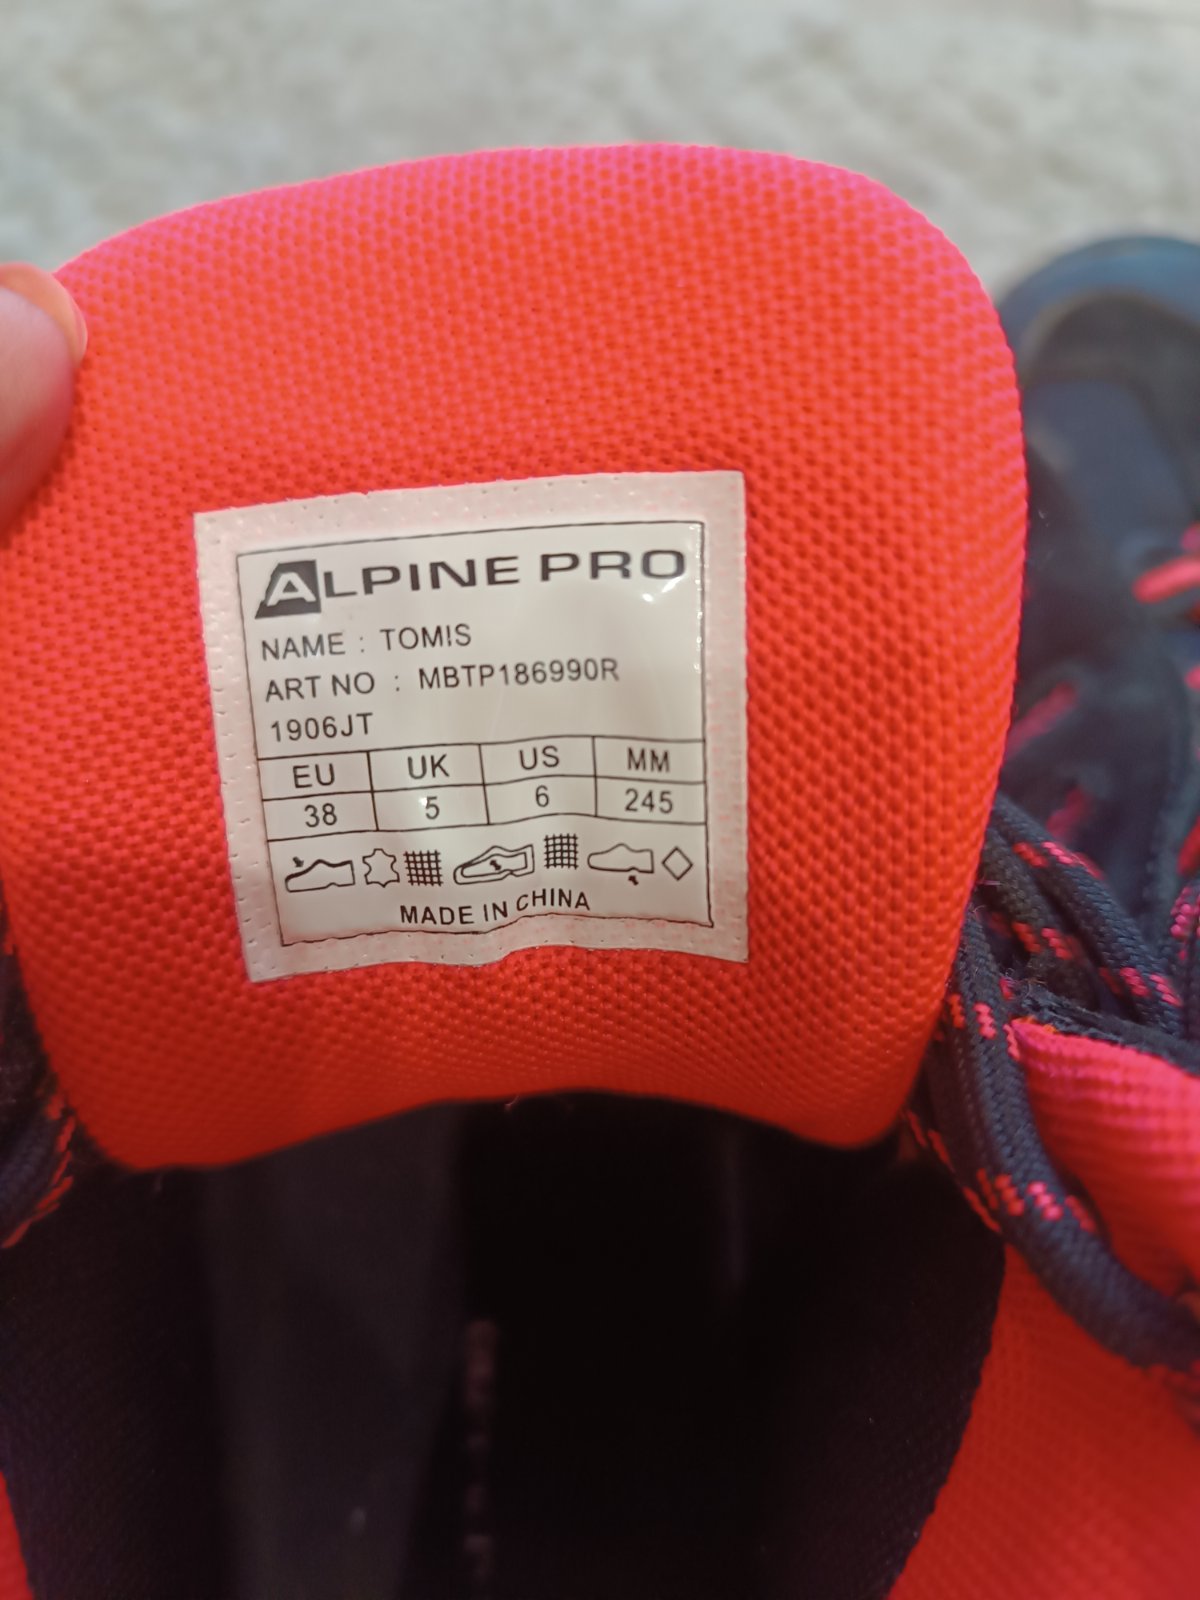 ALPINE PRO
NAME : TOMIS
ART NO : MBTP186990R
1906JT
EU UK US MM
38 5 6 245
MADE IN CHINA